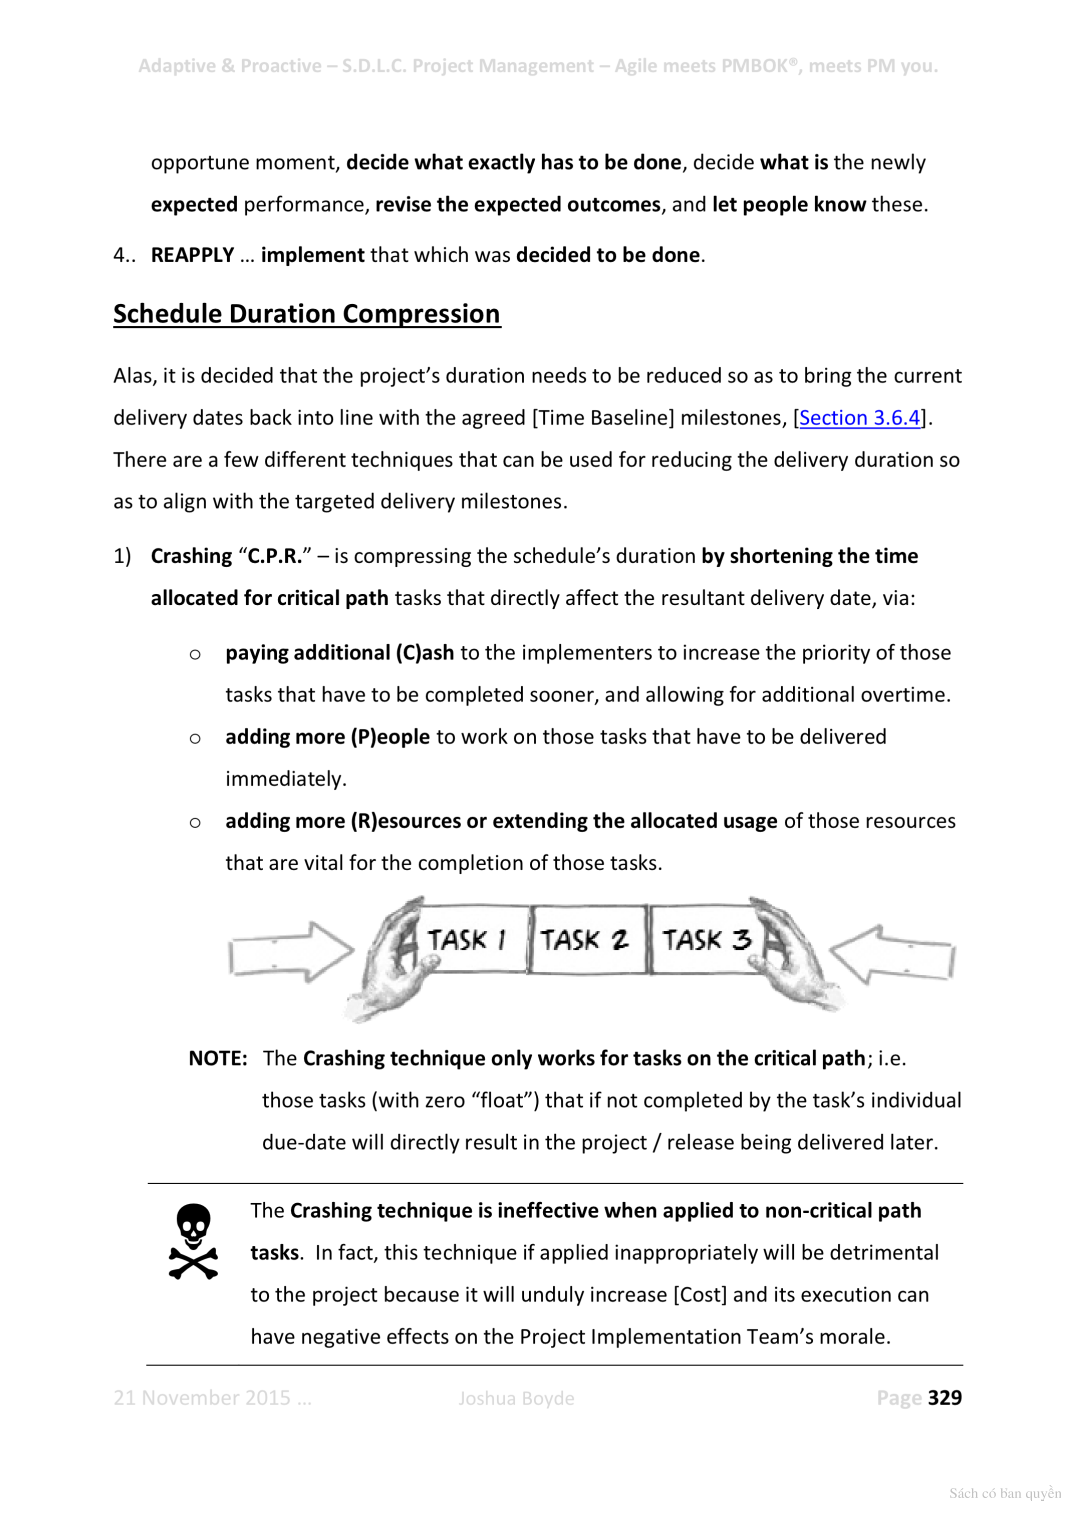 Adaptive & Proactive – S.D.L.C. Project Management – Agile meets PMBOK®, meets PM you.
opportune moment, decide what exactly has to be done, decide what is the newly
expected performance, revise the expected outcomes, and let people know these.
4.. REAPPLY … implement that which was decided to be done.
Schedule Duration Compression
Alas, it is decided that the project’s duration needs to be reduced so as to bring the current
delivery dates back into line with the agreed [Time Baseline] milestones, [Section 3.6.4].
There are a few different techniques that can be used for reducing the delivery duration so
as to align with the targeted delivery milestones.
1) Crashing “C.P.R.” – is compressing the schedule’s duration by shortening the time
allocated for critical path tasks that directly affect the resultant delivery date, via:
o paying additional (C)ash to the implementers to increase the priority of those
tasks that have to be completed sooner, and allowing for additional overtime.
o adding more (P)eople to work on those tasks that have to be delivered
immediately.
o adding more (R)esources or extending the allocated usage of those resources
that are vital for the completion of those tasks.
TASK 1 TASK 2 TASK 3
NOTE: The Crashing technique only works for tasks on the critical path; i.e.
those tasks (with zero “float”) that if not completed by the task’s individual
due-date will directly result in the project / release being delivered later.
The Crashing technique is ineffective when applied to non-critical path
tasks. In fact, this technique if applied inappropriately will be detrimental
to the project because it will unduly increase [Cost] and its execution can
have negative effects on the Project Implementation Team’s morale.
21 November 2015 … Joshua Boyde Page 329
Sách có bản quyền